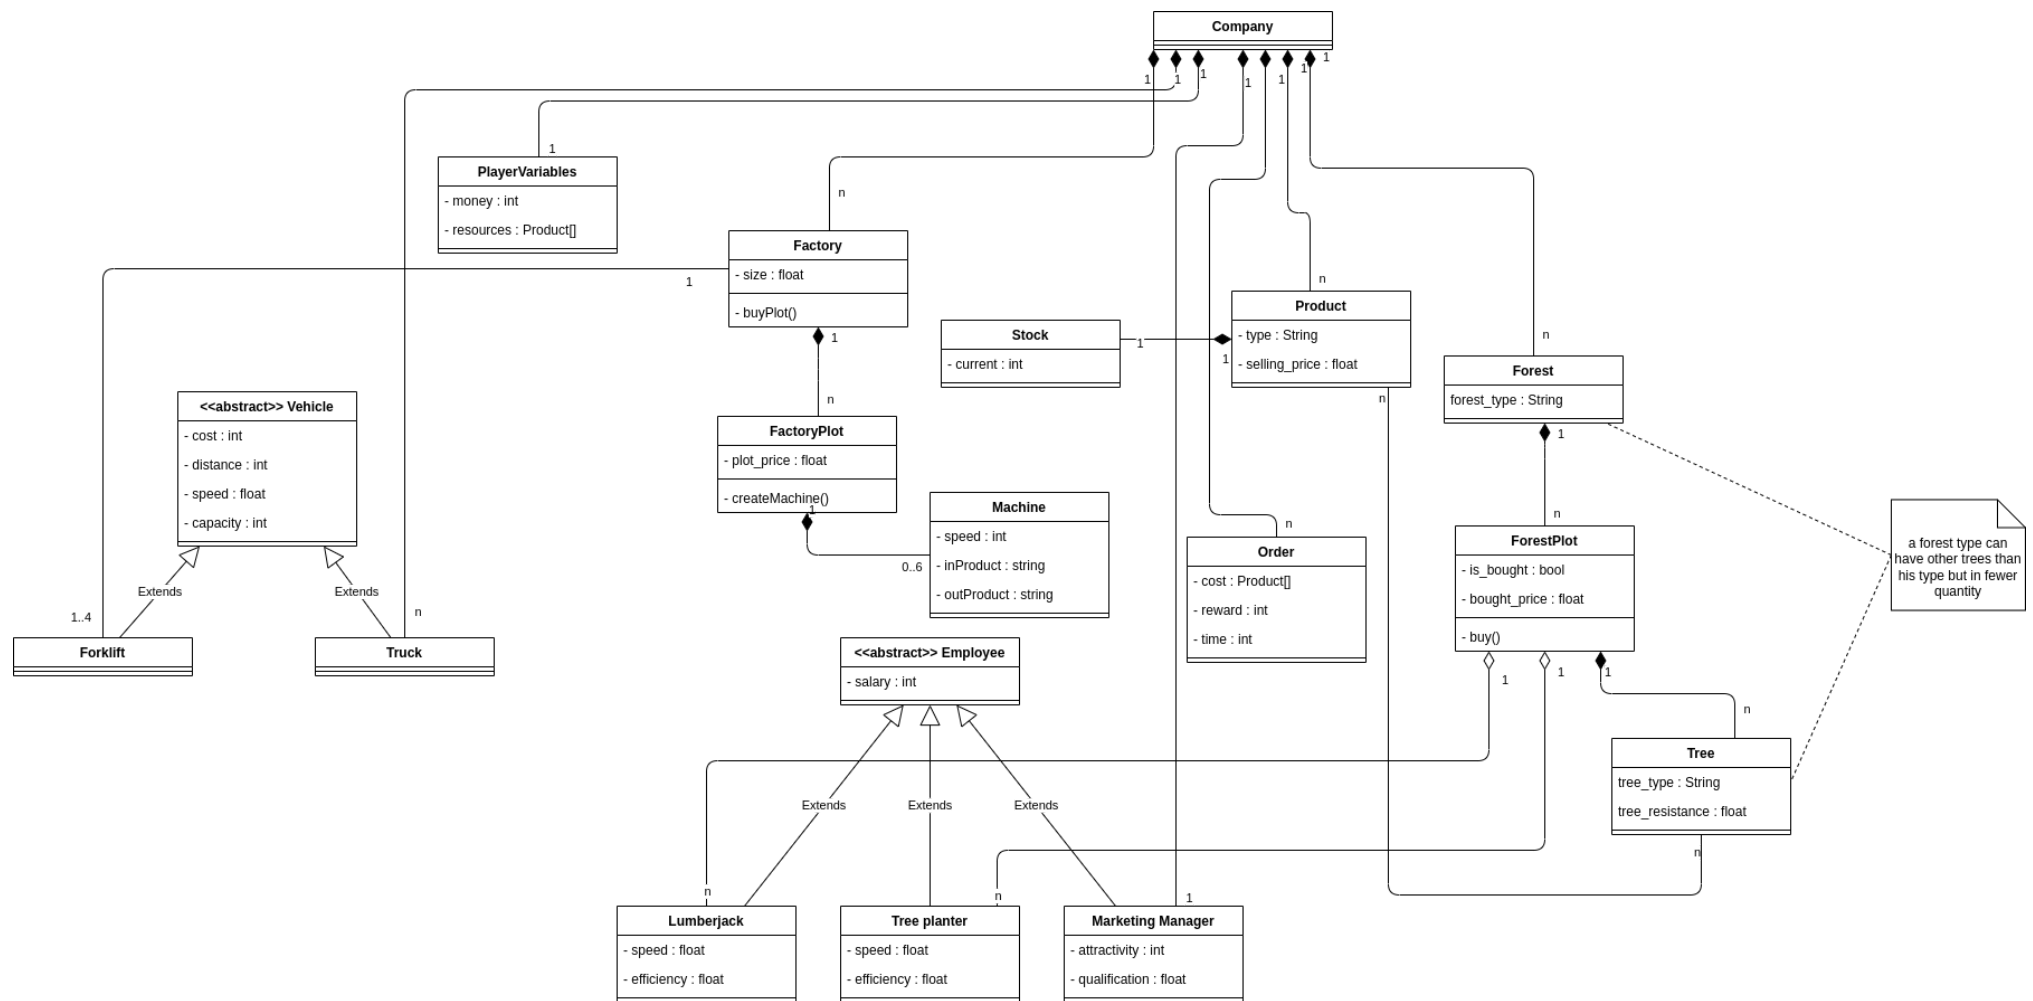 Company
1
1
1
1
1
1
1
1
PlayerVariables
- money : int
- resources : Product[]
n
Factory
- size : float
- buyPlot()
1
1
n
Product
- type : String
- selling_price : float
1
1
n
Stock
- current : int
n
Forest
forest_type : String
1
n
<<abstract>> Vehicle
- cost : int
- distance : int
- speed : float
- capacity : int
Extends
Extends
1..4
n
Forklift
Truck
n
FactoryPlot
- plot_price : float
- createMachine()
1
0..6
Machine
- speed : int
- inProduct : string
- outProduct : string
n
Order
- cost : Product[]
- reward : int
- time : int
ForestPlot
- is_bought : bool
- bought_price : float
- buy()
1
1
1
n
a forest type can
have other trees than
his type but in fewer
quantity
<<abstract>> Employee
- salary : int
Extends
Extends
Extends
Tree
tree_type : String
tree_resistance : float
n
n
n
1
Lumberjack
- speed : float
- efficiency : float
Tree planter
- speed : float
- efficiency : float
Marketing Manager
- attractivity : int
- qualification : float